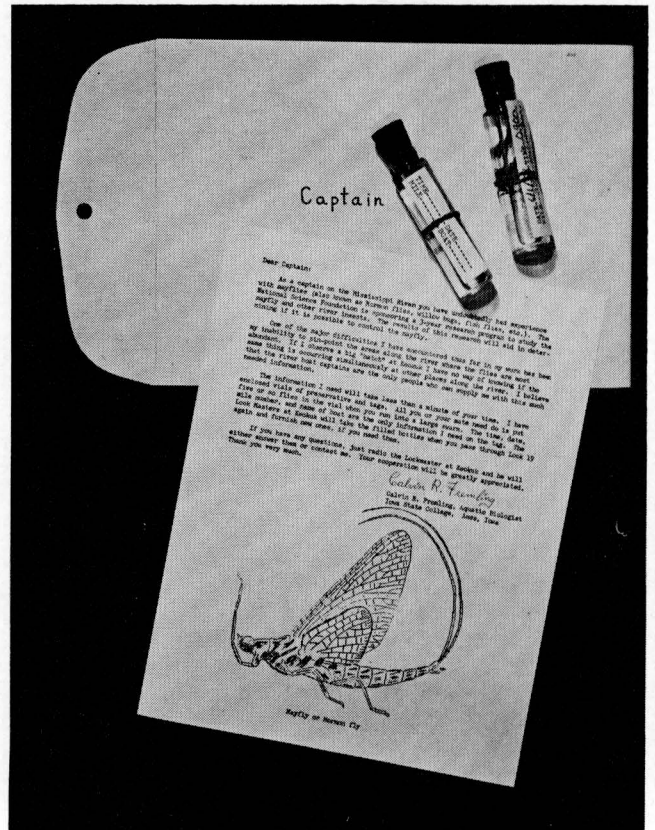 Captain
TIME
MILE
DATE
BOAT
Dear Captain:
As a captain on the Mississippi River you have undoubtedly had experience
with mayflies (also known as Mormon flies, willow bugs, fish flies, etc.). The
National Science Foundation is sponsoring a 3-year research program to study the
mayfly and other river insects. The results of this research will aid in deter-
mining if it is possible to control the mayfly.
One of the major difficulties I have encountered thus far in my work has been
my inability to pin-point the areas along the river where the flies are most
abundant. If I observe a big "hatch" at Keokuk I have no way of knowing if the
same thing is occurring simultaneously at other places along the river. I believe
that the river boat captains are the only people who can supply me with this much
needed information.
The information I need will take less than a minute of your time. I have
enclosed vials of preservative and tags. All you or your mate need do is put
five or so flies in the vial when you run into a large swarm. The time, date,
mile number, and name of boat are the only information I need on the tag. The
Lock Masters at Keokuk will take the filled bottles when you pass through Lock 19
again and furnish new ones, if you need them.
If you have any questions, just radio the Lockmaster at Keokuk and he will
either answer them or contact me. Your cooperation will be greatly appreciated.
Thank you very much.
Calvin R. Fremling
Calvin R. Fremling, Aquatic Biologist
Iowa State College, Ames, Iowa
Mayfly or Mormon fly